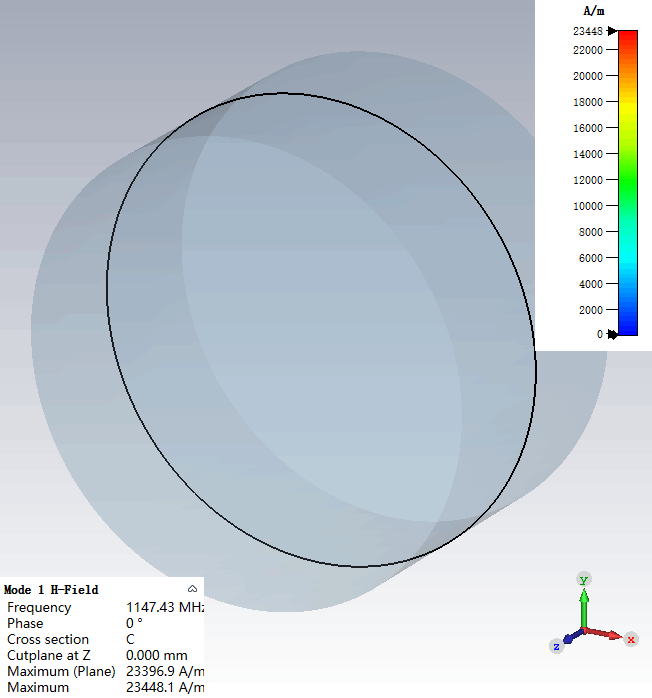 A/m
23448
22000
20000
18000
16000
14000
12000
10000
8000
6000
4000
2000
0
Mode 1 H-Field
Frequency 1147.43 MHz
Phase 0 °
Cross section C
Cutplane at Z 0.000 mm
Maximum (Plane) 23396.9 A/m
Maximum 23448.1 A/m
y
z
x